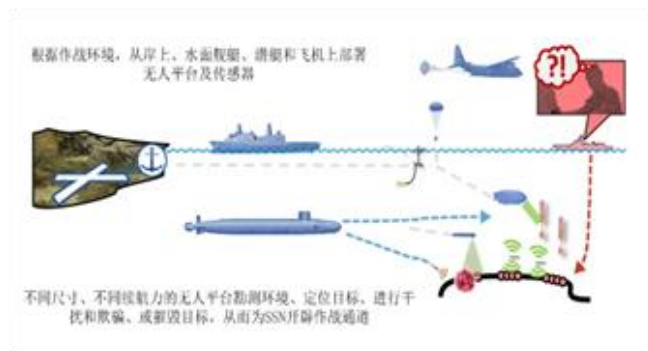 根据作战环境，从岸上、水面舰艇、潜艇和飞机上部署
无人平台及传感器
?!
不同尺寸、不同续航力的无人平台勘测环境、定位目标、进行干
扰和欺骗、或摧毁目标，从而为SSN开辟作战通道